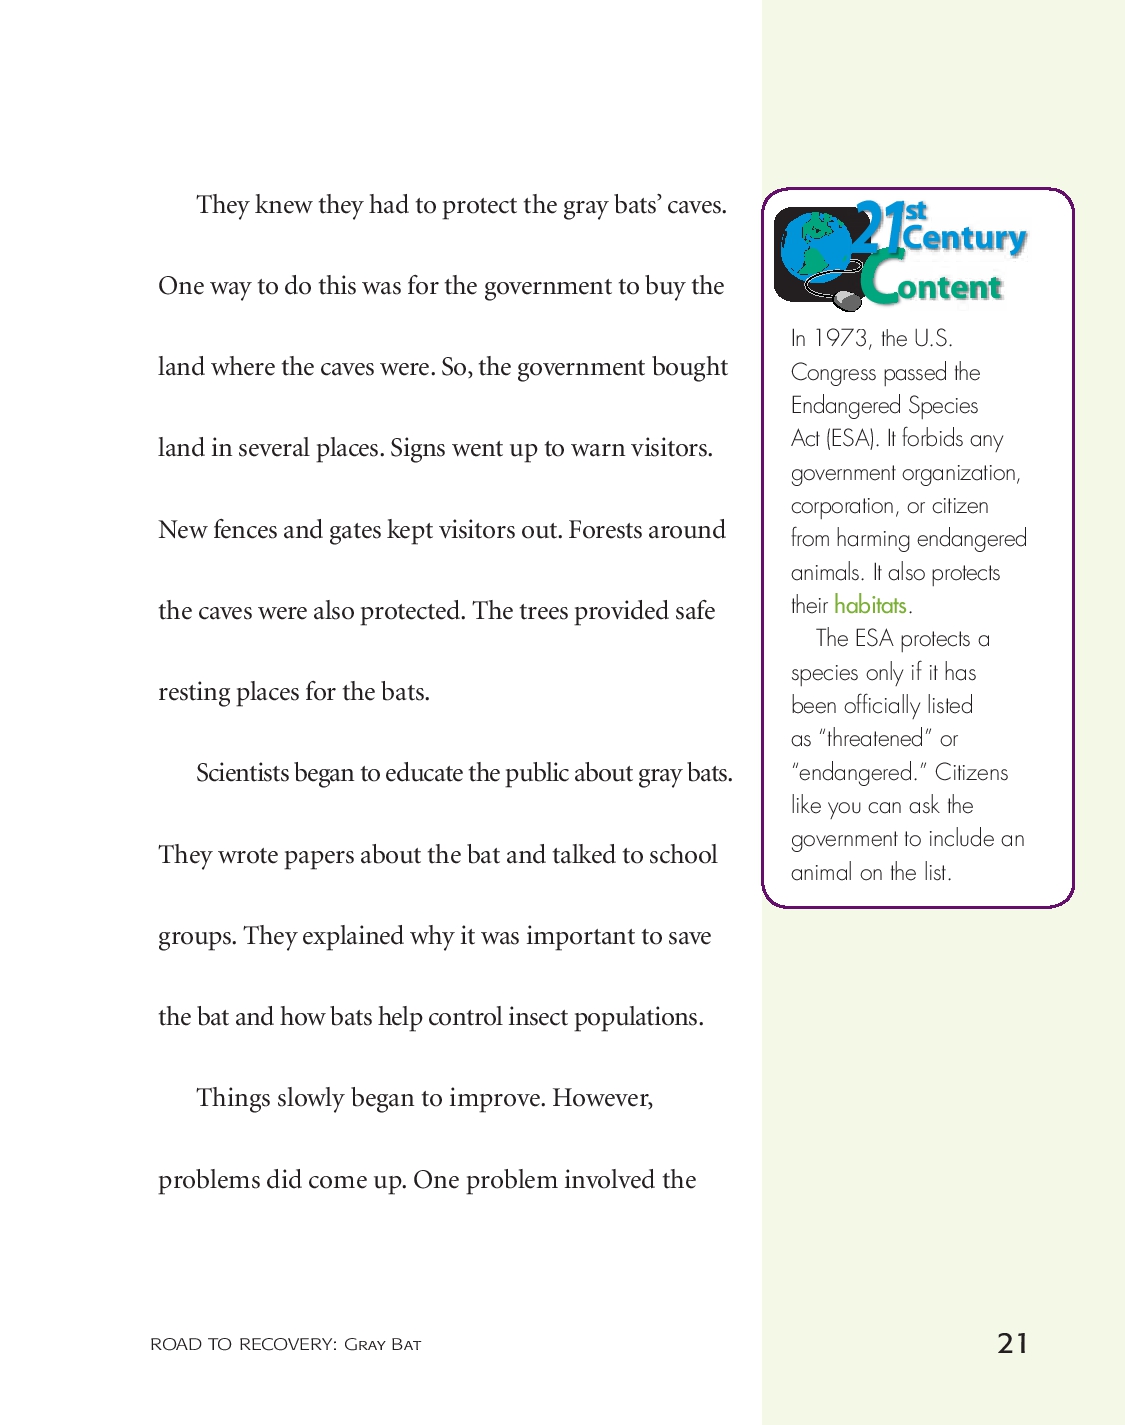 They knew they had to protect the gray bats’ caves.
One way to do this was for the government to buy the
land where the caves were. So, the government bought
land in several places. Signs went up to warn visitors.
New fences and gates kept visitors out. Forests around
the caves were also protected. The trees provided safe
resting places for the bats.
Scientists began to educate the public about gray bats.
They wrote papers about the bat and talked to school
groups. They explained why it was important to save
the bat and how bats help control insect populations.
Things slowly began to improve. However,
problems did come up. One problem involved the
21st
Century
Content
In 1973, the U.S.
Congress passed the
Endangered Species
Act (ESA). It forbids any
government organization,
corporation, or citizen
from harming endangered
animals. It also protects
their habitats.
The ESA protects a
species only if it has
been officially listed
as “threatened” or
“endangered.” Citizens
like you can ask the
government to include an
animal on the list.
ROAD TO RECOVERY: Gray Bat
21